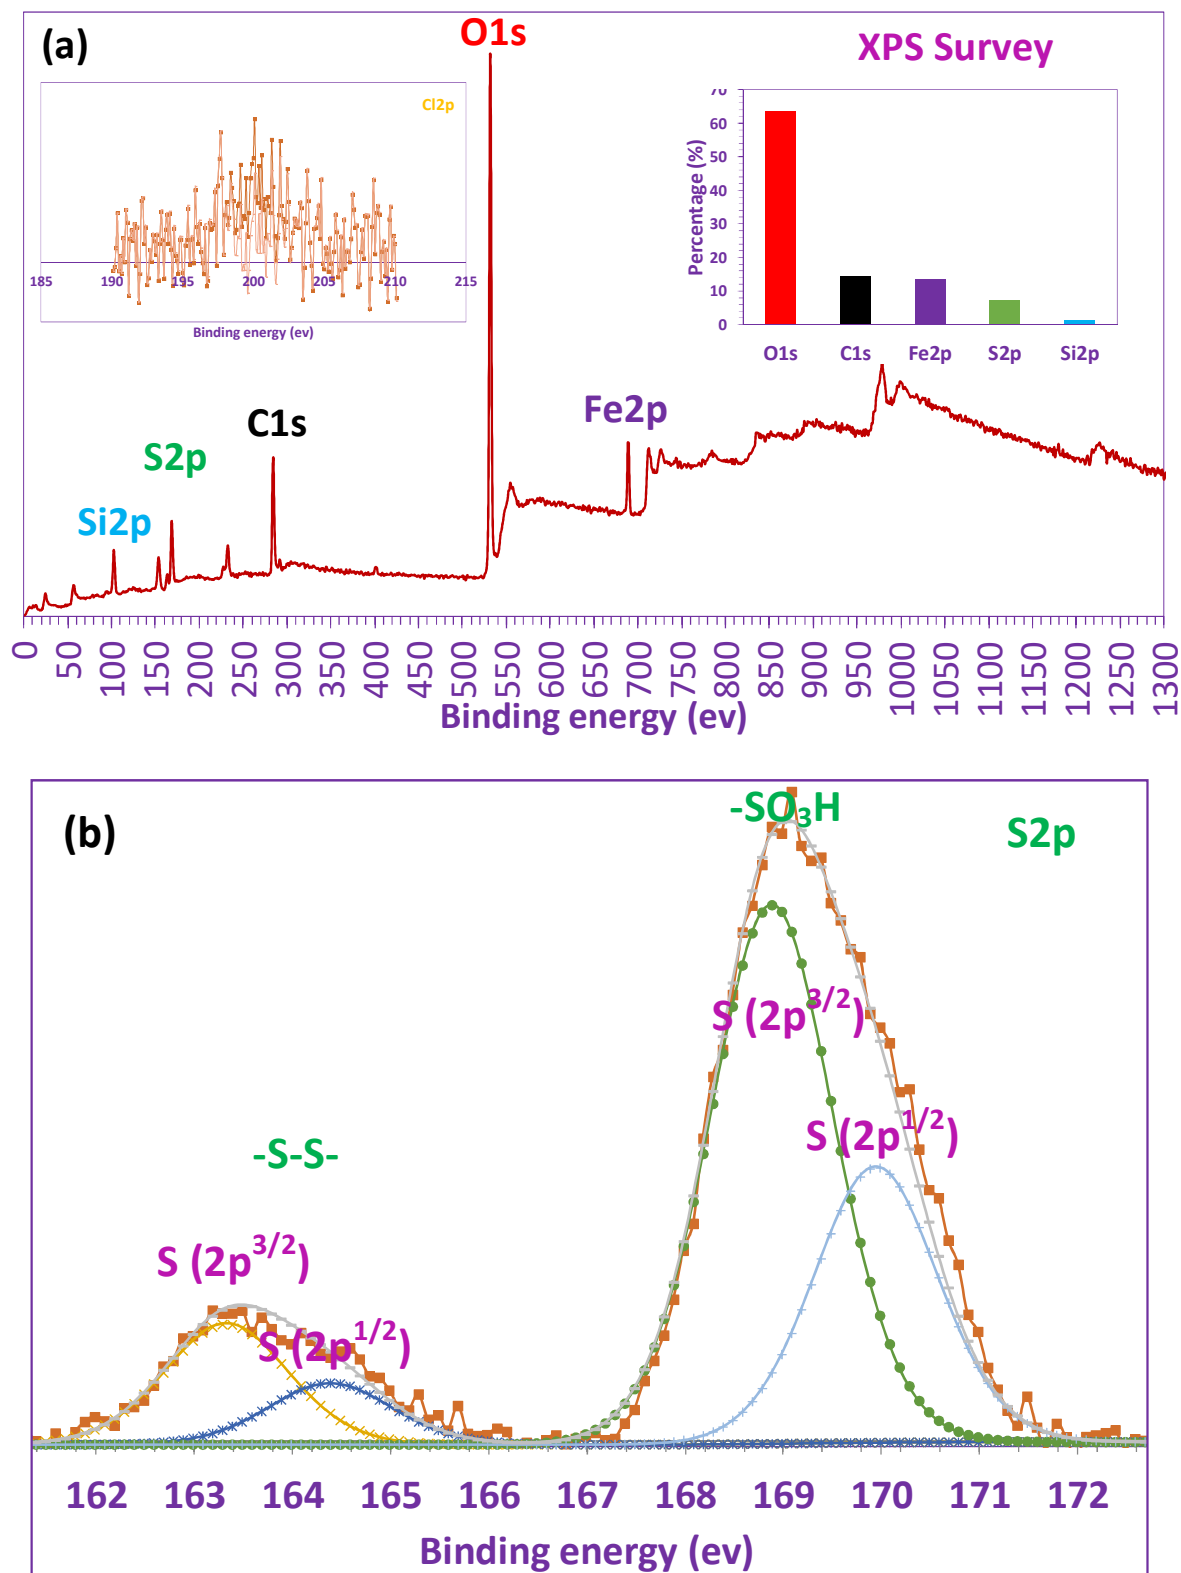 (a)
O1s
XPS Survey
Cl2p
185 190 195 200 205 210 215
Binding energy (ev)
70
60
50
40
30
20
10
0
Percentage (%)
O1s C1s Fe2p S2p Si2p
C1s
Fe2p
S2p
Si2p
0 50 100 150 200 250 300 350 400 450 500 550 600 650 700 750 800 850 900 950 1000 1050 1100 1150 1200 1250 1300
Binding energy (ev)
(b)
-SO₃H
S2p
S (2p³/²)
S (2p¹/²)
-S-S-
S (2p³/²)
S (2p¹/²)
162 163 164 165 166 167 168 169 170 171 172
Binding energy (ev)